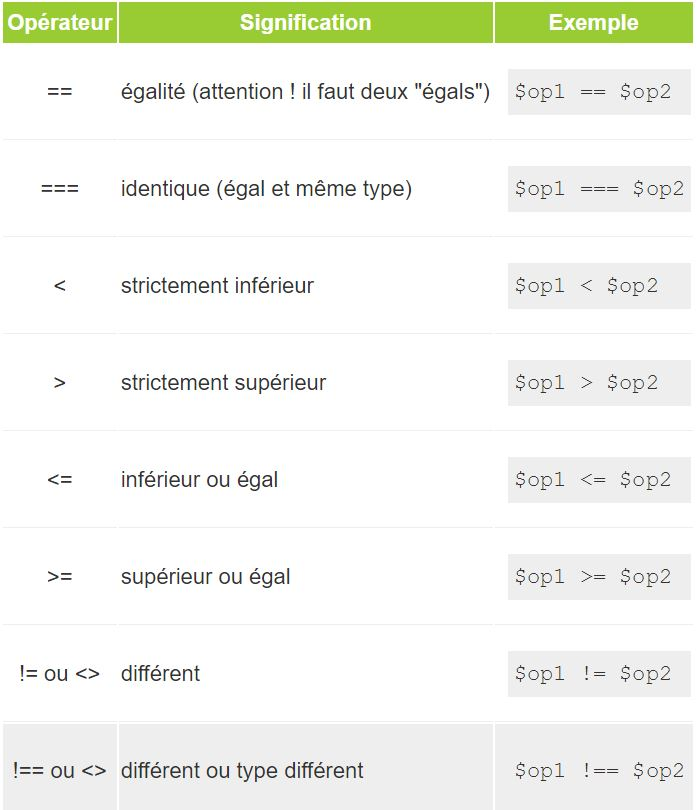 Opérateur Signification Exemple
== égalité (attention ! il faut deux "égals") $op1 == $op2
=== identique (égal et même type) $op1 === $op2
< strictement inférieur $op1 < $op2
> strictement supérieur $op1 > $op2
<= inférieur ou égal $op1 <= $op2
>= supérieur ou égal $op1 >= $op2
!= ou <> différent $op1 != $op2
!== ou <> différent ou type différent $op1 !== $op2